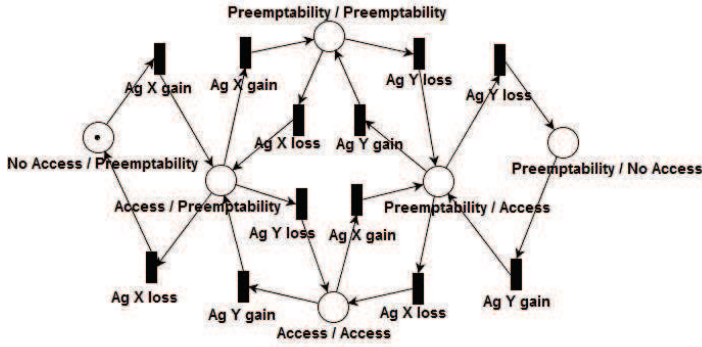 Preemptability / Preemptability
Ag X gain
Ag X gain
Ag Y loss
Ag Y loss
Ag X loss
Ag Y gain
No Access / Preemptability
Preemptability / No Access
Access / Preemptability
Preemptability / Access
Ag Y loss
Ag X gain
Ag X loss
Ag Y gain
Ag X loss
Ag Y gain
Access / Access